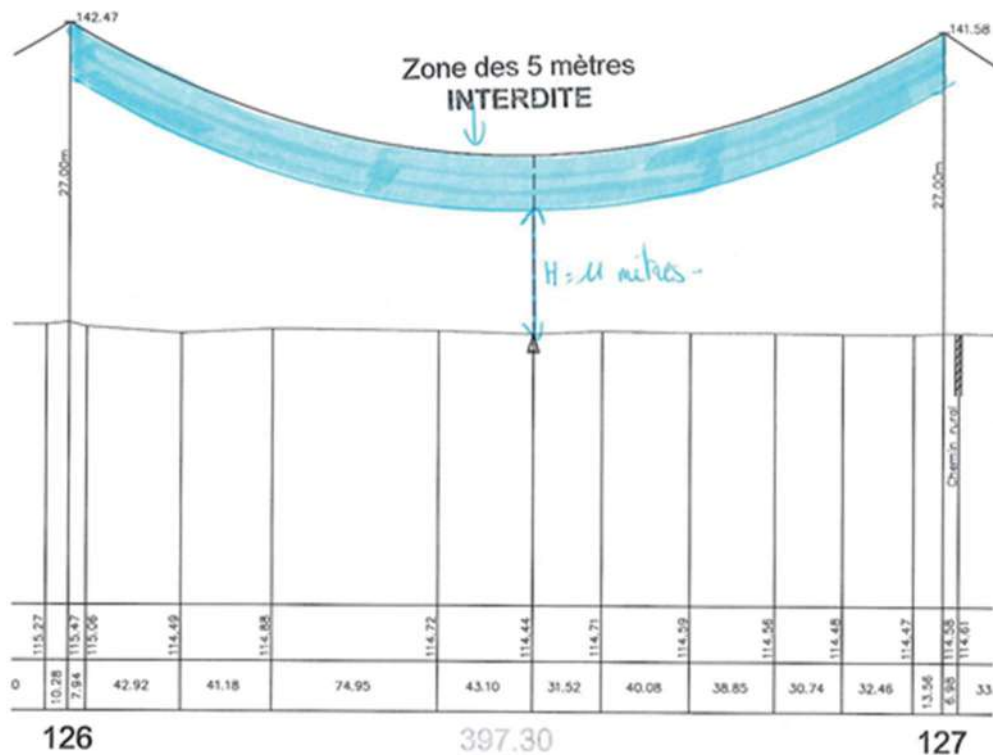 142.47
141.58
Zone des 5 mètres
INTERDITE
27.00m
27.00m
H = 11 mètres -
Chemin rural
115.27 115.47 115.06 114.49 114.88 114.72 114.44 114.71 114.59 114.56 114.48 114.47 114.58 114.61
0 10.28 7.94 42.92 41.18 74.95 43.10 31.52 40.08 38.85 30.74 32.46 13.56 6.98 33.
126 397.30 127